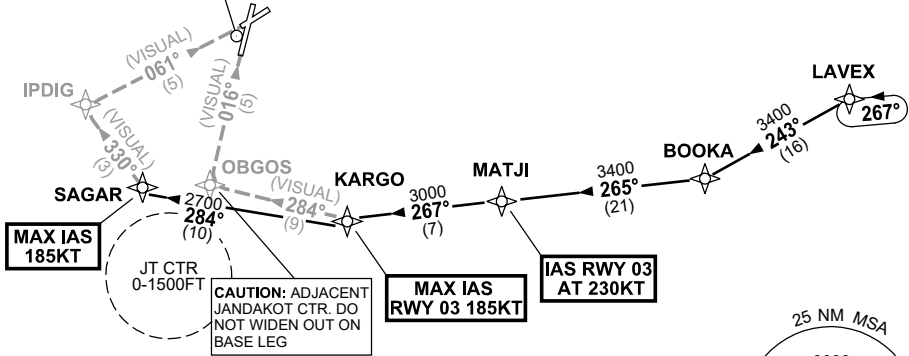 (VISUAL)
061°
(5)
IPDIG
(VISUAL)
016°
(5)
(VISUAL)
330°
(3)
SAGAR
MAX IAS
185KT
OBGOS
2700
284°
(10)
(VISUAL)
284°
(9)
JT CTR
0-1500FT
CAUTION: ADJACENT
JANDAKOT CTR. DO
NOT WIDEN OUT ON
BASE LEG
KARGO
MAX IAS
RWY 03 185KT
3000
267°
(7)
MATJI
IAS RWY 03
AT 230KT
3400
265°
(21)
BOOKA
3400
243°
(16)
LAVEX
267°
25 NM MSA